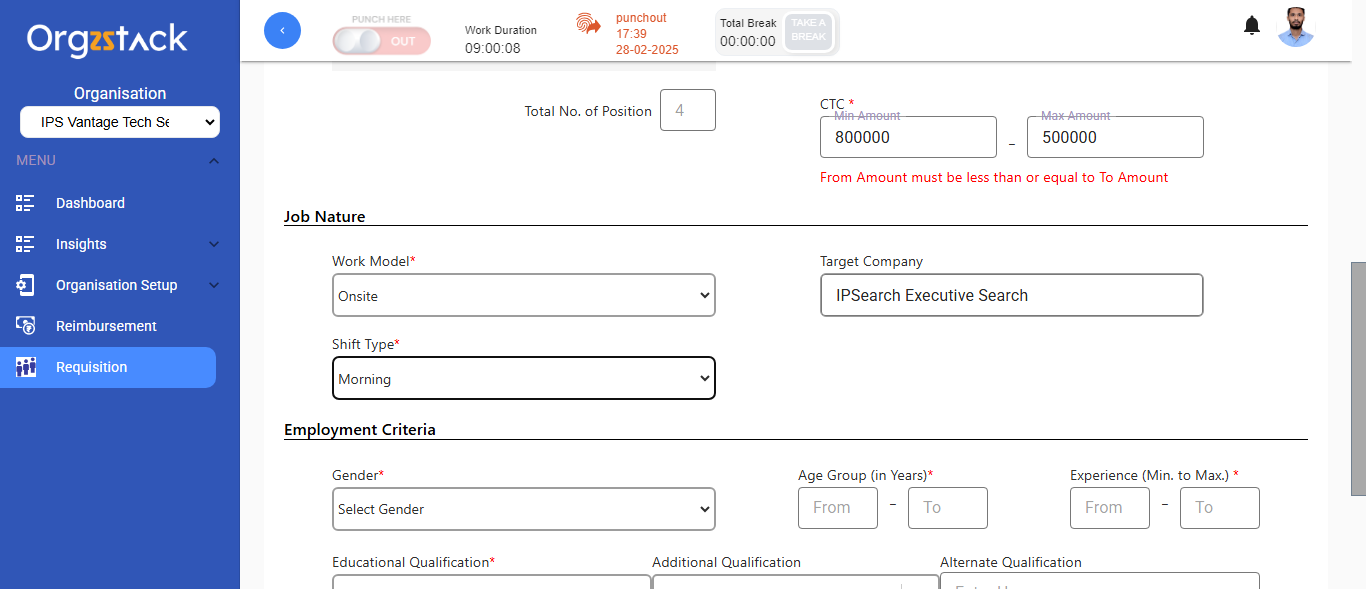 Orgzstack
Organisation
IPS Vantage Tech Se
MENU
Dashboard
Insights
Organisation Setup
Reimbursement
Requisition
PUNCH HERE
OUT
Work Duration
09:00:08
punchout
17:39
28-02-2025
Total Break
00:00:00
TAKE A
BREAK
Total No. of Position 4
CTC *
Min Amount Max Amount
800000 - 500000
From Amount must be less than or equal to To Amount
Job Nature
Work Model* Target Company
Onsite IPSearch Executive Search
Shift Type*
Morning
Employment Criteria
Gender* Age Group (in Years)* Experience (Min. to Max.) *
Select Gender From - To From - To
Educational Qualification* Additional Qualification Alternate Qualification